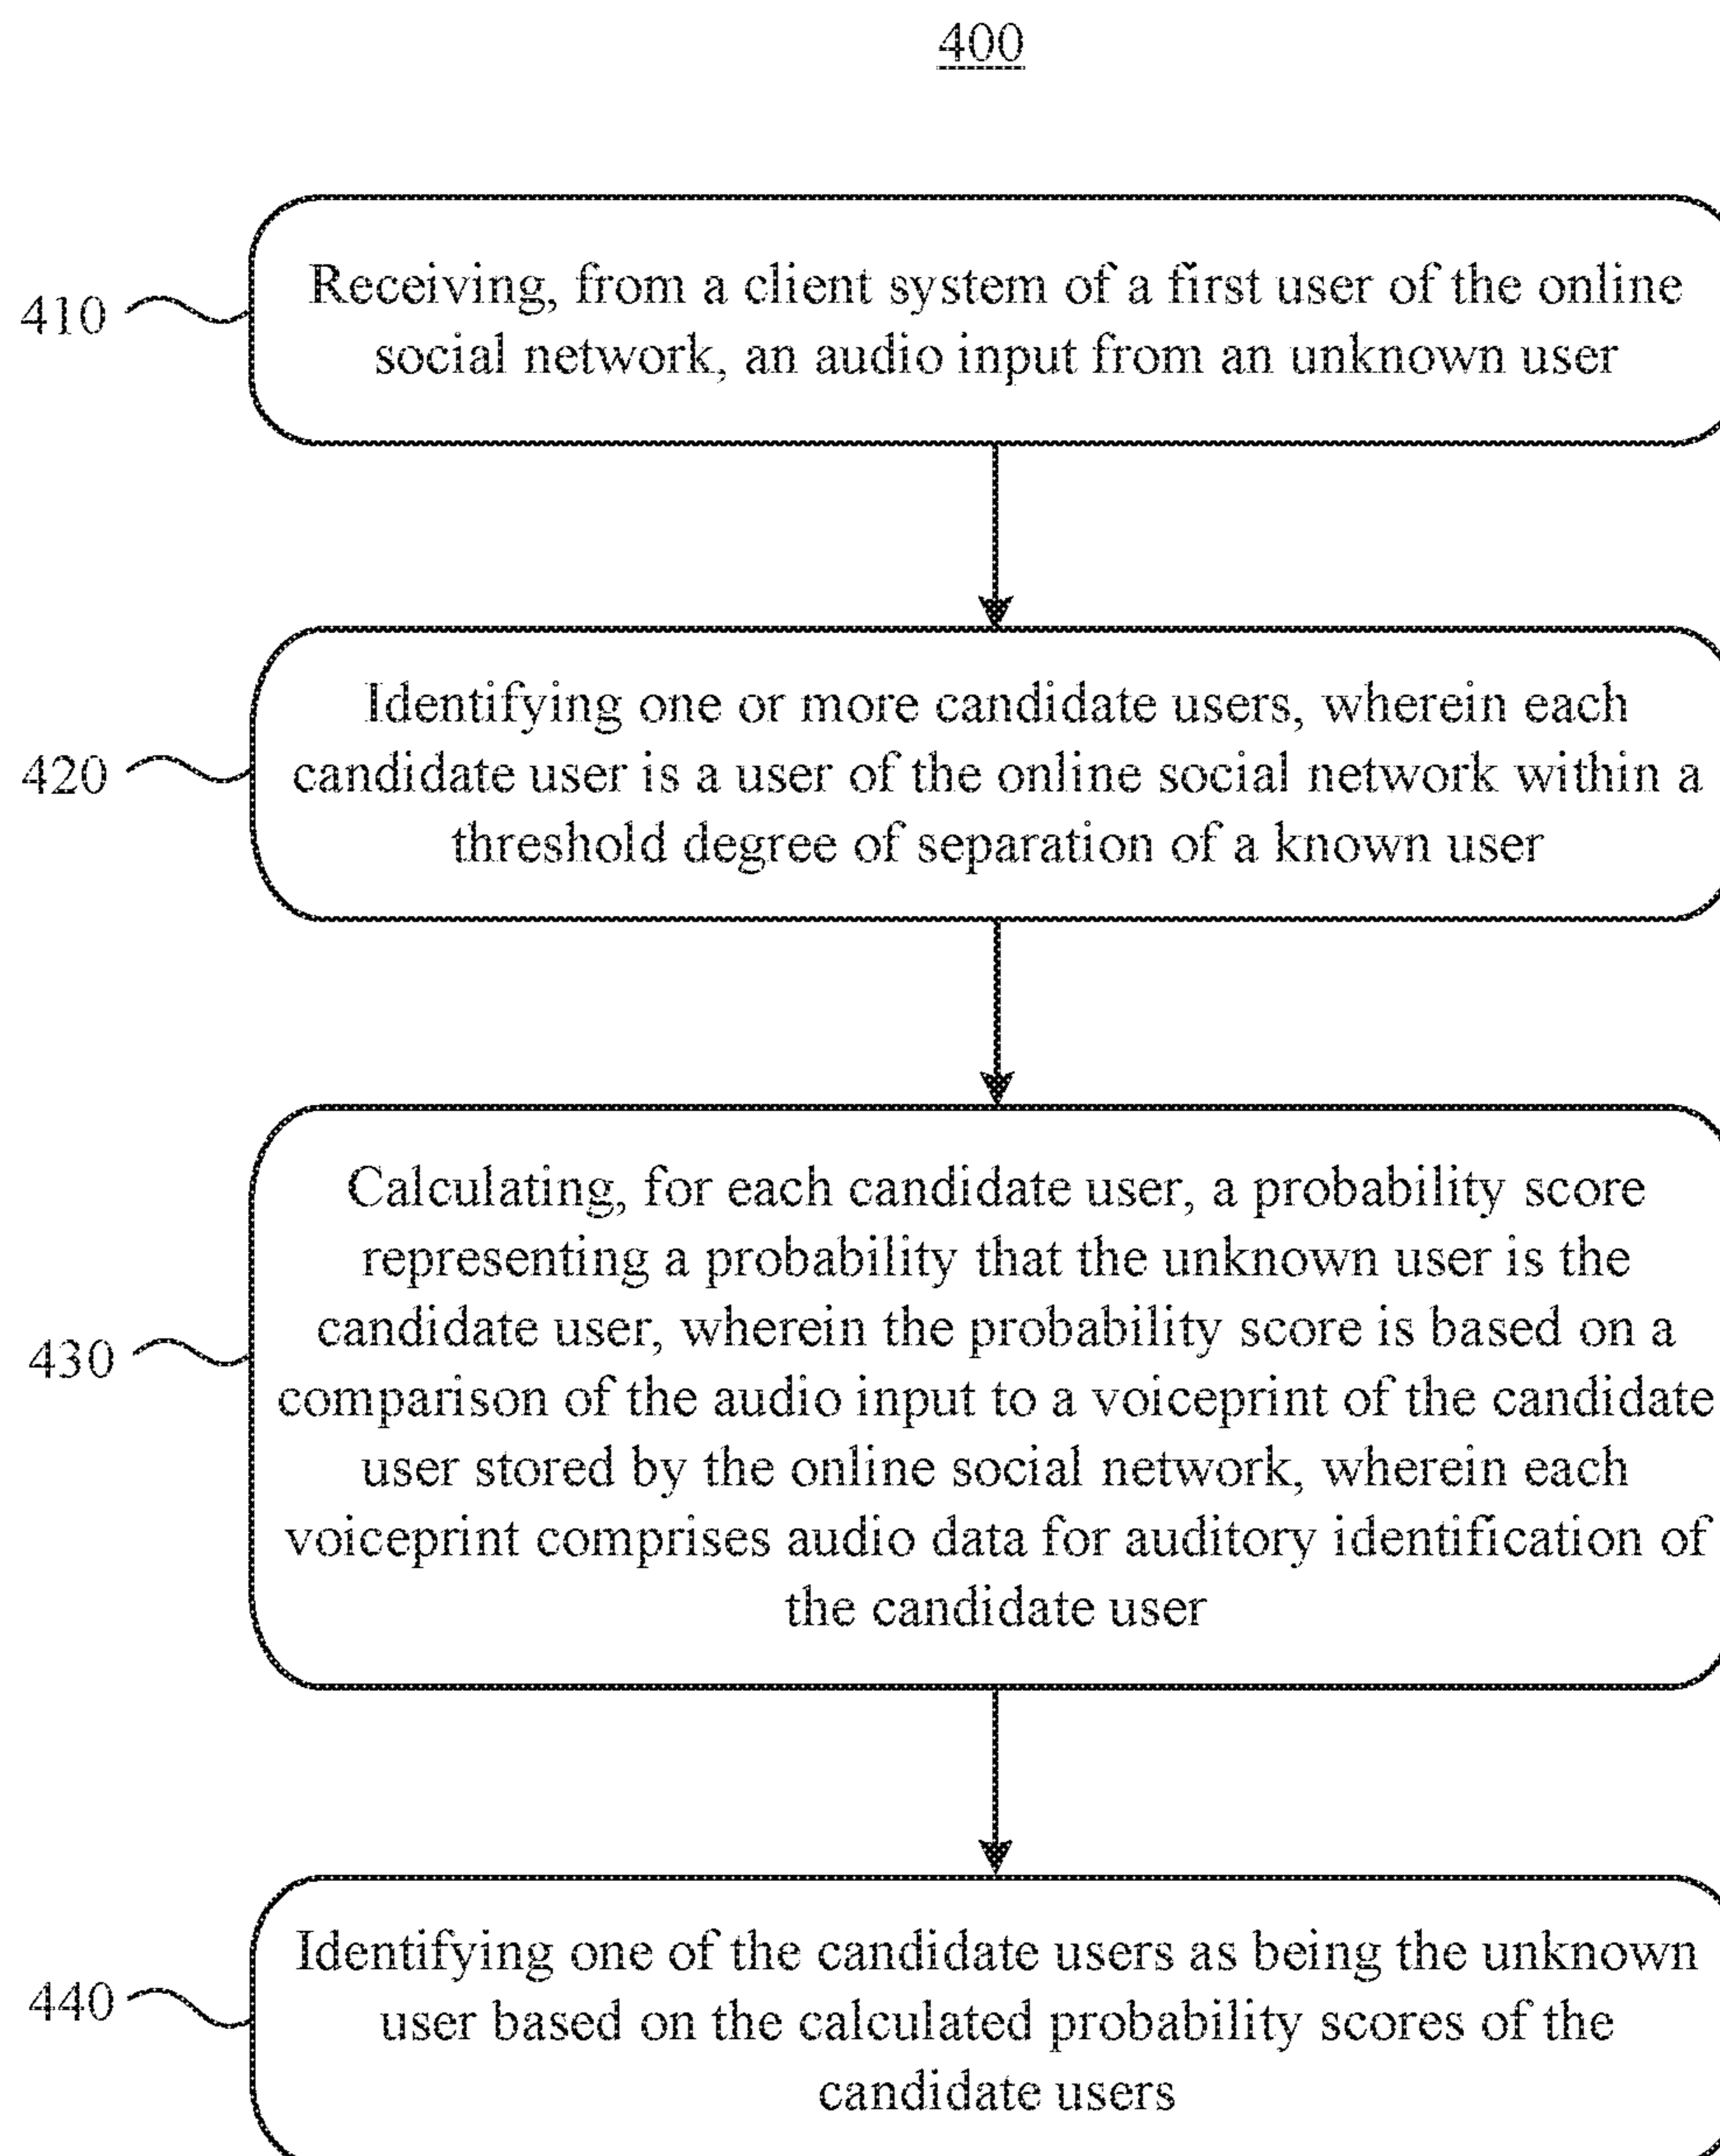 400
410
Receiving, from a client system of a first user of the online
social network, an audio input from an unknown user
420
Identifying one or more candidate users, wherein each
candidate user is a user of the online social network within a
threshold degree of separation of a known user
430
Calculating, for each candidate user, a probability score
representing a probability that the unknown user is the
candidate user, wherein the probability score is based on a
comparison of the audio input to a voiceprint of the candidate
user stored by the online social network, wherein each
voiceprint comprises audio data for auditory identification of
the candidate user
440
Identifying one of the candidate users as being the unknown
user based on the calculated probability scores of the
candidate users